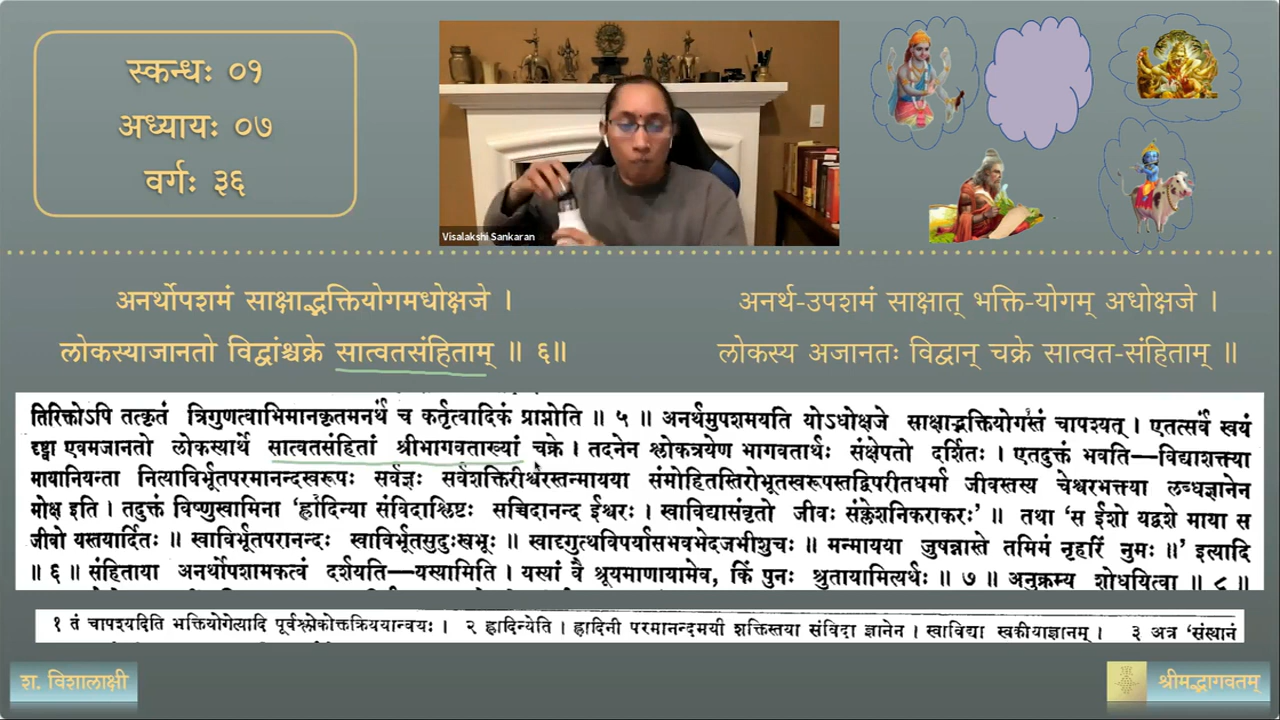 स्कन्धः ०१
अध्यायः ०७
वर्गः ३६
Visalakshi Sankaran
अनर्थोपशमं साक्षाद्भक्तियोगमधोक्षजे ।
लोकस्याजानतो विद्वांश्चक्रे सात्वतसंहिताम् ॥ ६॥
अनर्थ-उपशमं साक्षात् भक्ति-योगम् अधोक्षजे ।
लोकस्य अजानतः विद्वान् चक्रे सात्वत-संहिताम् ॥
तिरिक्तोऽपि तत्कृतं त्रिगुणत्वाभिमानकृतमनर्थं च कर्तृत्वादिकं प्राप्नोति ॥ ५ ॥ अनर्थमुपशमयति योऽधोक्षजे साक्षाद्भक्तियोगस्तं चापश्यत् । एतत्सर्वं स्वयं
दृष्ट्वा एवमजानतो लोकस्यार्थे सात्वतसंहितां श्रीभागवताख्यां चक्रे । तदनेन श्लोकत्रयेण भागवतार्थः संक्षेपतो दर्शितः । एतदुक्तं भवति—विद्याशक्त्या
मायानियन्ता नित्याविर्भूतपरमानन्दस्वरूपः सर्वज्ञः सर्वशक्तिरीश्वरस्तन्मायया संमोहितस्तिरोभूतस्वरूपस्तद्विपरीतधर्मा जीवस्तस्य चेश्वरभक्त्या लब्धज्ञानेन
मोक्ष इति । तदुक्तं विष्णुस्वामिना ‘ह्लादिन्या संविदाश्लिष्टः सच्चिदानन्द ईश्वरः । स्वाविद्यासंवृतो जीवः संक्लेशनिकराकरः’ ॥ तथा ‘स ईशो यद्वशे माया स
जीवो यस्तयार्दितः ॥ स्वाविर्भूतपरानन्दः स्वाविर्भूतसुदुःखभूः ॥ स्वादृगुत्थविपर्यासभवभेदजभीशुचः ॥ मन्मायया जुषन्नास्ते तमिमं नृहरिं नुमः ॥’ इत्यादि
॥ ६ ॥ संहिताया अनर्थोपशामकत्वं दर्शयति—यस्यामिति । यस्यां वै श्रूयमाणायामेव, किं पुनः श्रुतायामित्यर्थः ॥ ७ ॥ अनुक्रम्य शोधयित्वा ॥ ८ ॥
१ तं चापश्यदिति भक्तियोगेत्यादि पूर्वश्लोकोक्तक्रिययान्वयः । २ ह्लादिन्येति । ह्लादिनी परमानन्दमयी शक्तिस्तया संविदा ज्ञानेन । स्वाविद्या स्वकीयाज्ञानम् । ३ अत्र ‘संस्थानं
श. विशालाक्षी
श्रीमद्भागवतम्